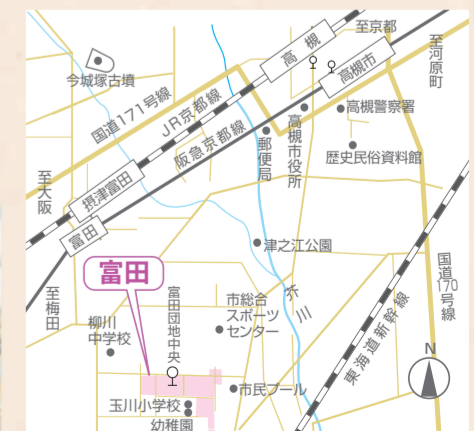 至京都
高槻
高槻市
至河原町
今城塚古墳
国道171号線
JR京都線
阪急京都線
高槻警察署
高槻市役所
郵便局
歴史民俗資料館
至大阪
摂津富田
富田
津之江公園
国道170号線
富田
芥川
東海道新幹線
至梅田
富田団地中央
市総合
スポーツ
センター
柳川
中学校
N
市民プール
玉川小学校
幼稚園